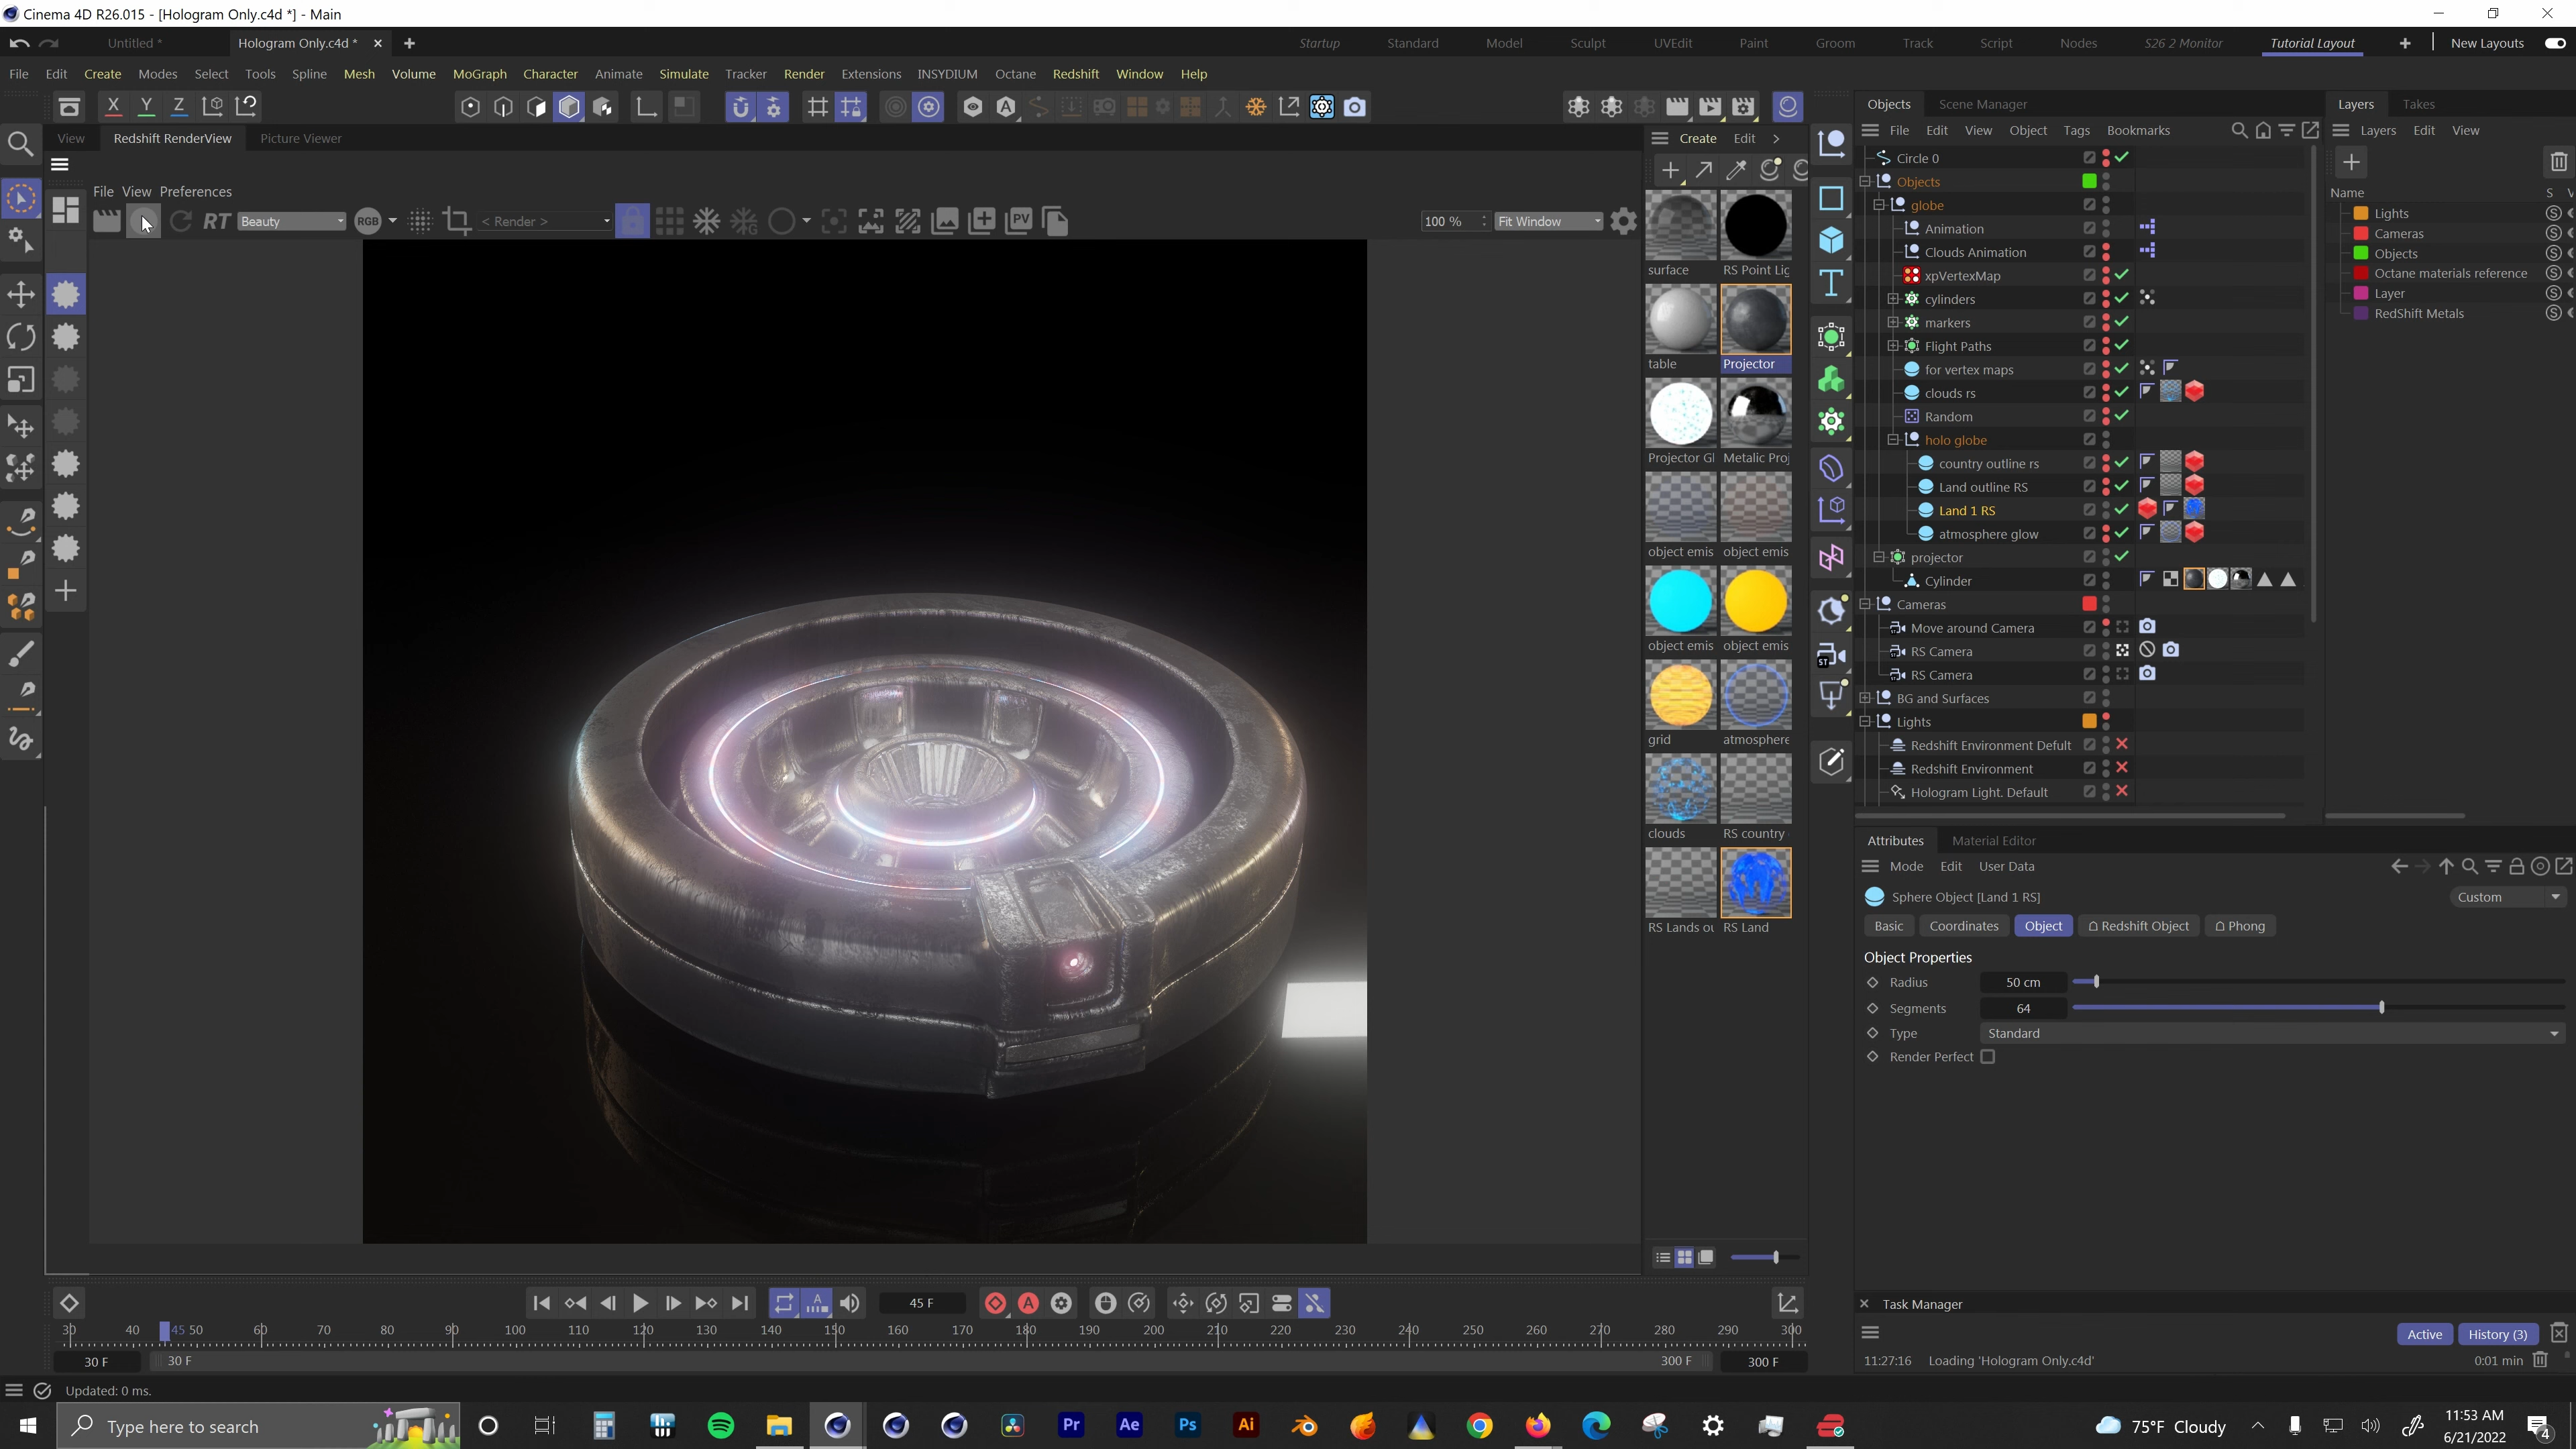 Cinema 4D R26.015 - [Hologram Only.c4d *] - Main
Untitled *
Hologram Only.c4d *
Startup
Standard
Model
Sculpt
UVEdit
Paint
Groom
Track
Script
Nodes
S26 2 Monitor
Tutorial Layout
New Layouts
File Edit Create Modes Select Tools Spline Mesh Volume MoGraph Character Animate Simulate Tracker Render Extensions INSYDIUM Octane Redshift Window Help
X Y Z
View Redshift RenderView Picture Viewer
File View Preferences
RT Beauty RGB < Render > PV 100 % Fit Window
Create Edit
surface RS Point Lig
table Projector
Projector Gl Metalic Proj
object emis object emis
object emis object emis
grid atmosphere
clouds RS country
RS Lands ou RS Land
ST
Objects Scene Manager
File Edit View Object Tags Bookmarks
Circle 0
Objects
globe
Animation
Clouds Animation
xpVertexMap
cylinders
markers
Flight Paths
for vertex maps
clouds rs
Random
holo globe
country outline rs
Land outline RS
Land 1 RS
atmosphere glow
projector
Cylinder
Cameras
Move around Camera
RS Camera
RS Camera
BG and Surfaces
Lights
Redshift Environment Defult
Redshift Environment
Hologram Light. Default
Layers Takes
Layers Edit View
Name S V
Lights
Cameras
Objects
Octane materials reference
Layer
RedShift Metals
Attributes Material Editor
Mode Edit User Data
Sphere Object [Land 1 RS]
Custom
Basic Coordinates Object Redshift Object Phong
Object Properties
Radius 50 cm
Segments 64
Type Standard
Render Perfect
Task Manager
Active History (3)
11:27:16 Loading 'Hologram Only.c4d' 0:01 min
45 F
30 40 45 50 60 70 80 90 100 110 120 130 140 150 160 170 180 190 200 210 220 230 240 250 260 270 280 290 300
30 F 30 F 300 F 300 F
Updated: 0 ms.
Type here to search
Pr Ae Ps Ai
75°F Cloudy
11:53 AM
6/21/2022
4